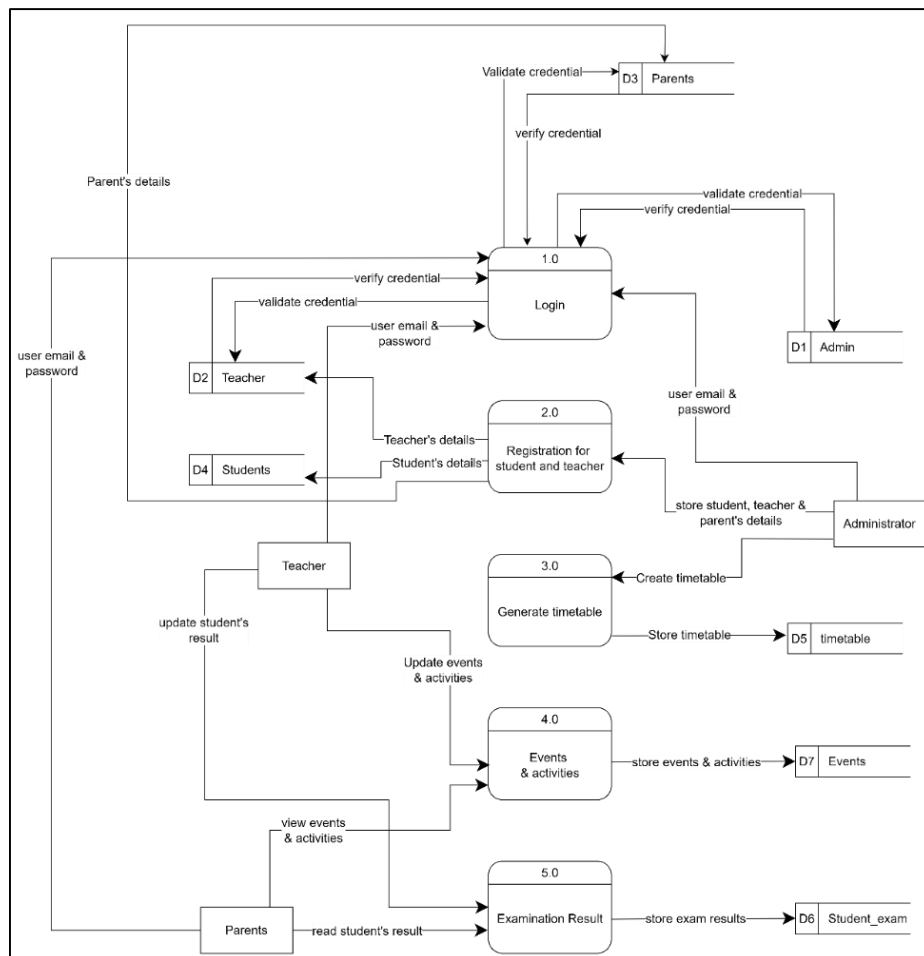 Validate credential
D3
Parents
verify credential
Parent's details
validate credential
verify credential
1.0
verify credential
validate credential
Login
user email &
password
user email &
password
D1
Admin
D2
Teacher
user email &
password
2.0
Teacher's details
Registration for
student and teacher
Student's details
D4
Students
store student, teacher &
parent's details
Administrator
Teacher
3.0
Create timetable
Generate timetable
update student's
result
Store timetable
D5
timetable
Update events
& activities
4.0
Events
& activities
store events & activities
D7
Events
view events
& activities
5.0
Parents
read student's result
Examination Result
store exam results
D6
Student_exam